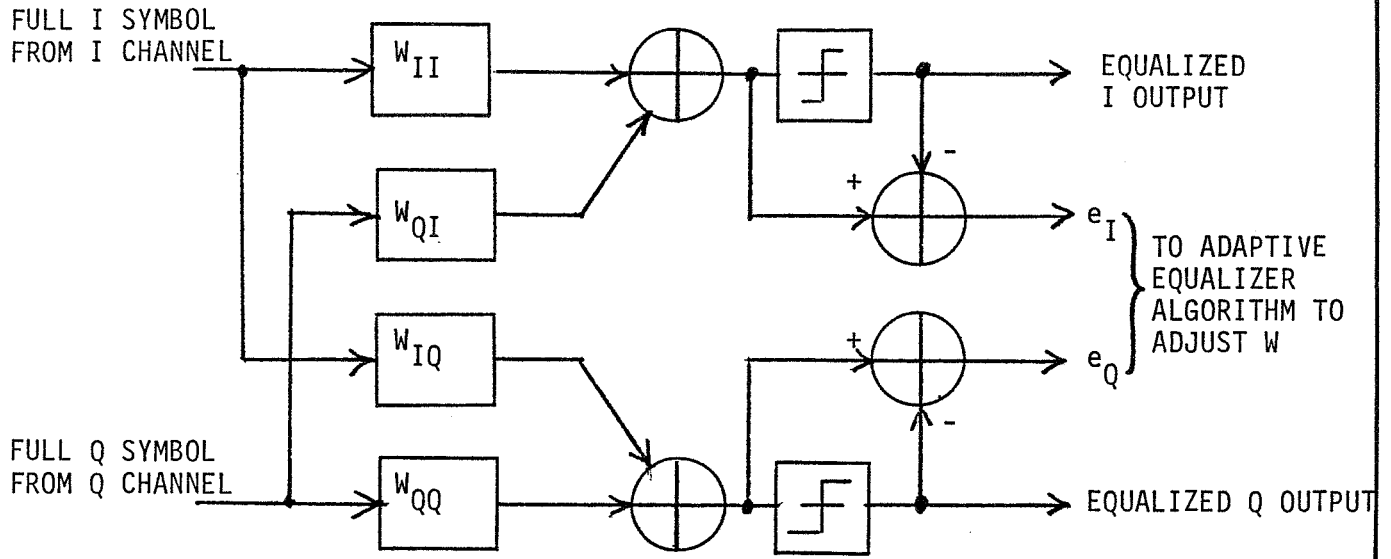 FULL I SYMBOL
FROM I CHANNEL
W_II
EQUALIZED
I OUTPUT
-
+
W_QI
e_I
TO ADAPTIVE
EQUALIZER
ALGORITHM TO
ADJUST W
W_IQ
+
e_Q
-
FULL Q SYMBOL
FROM Q CHANNEL
W_QQ
EQUALIZED Q OUTPUT